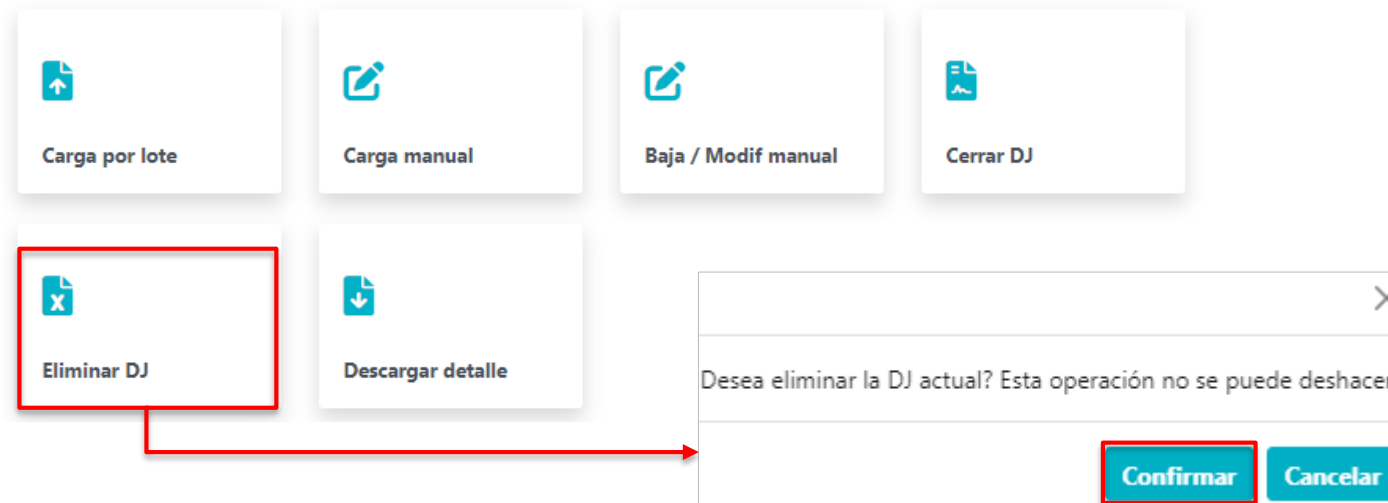 Carga por lote
Carga manual
Baja / Modif manual
Cerrar DJ
Eliminar DJ
Descargar detalle
Desea eliminar la DJ actual? Esta operación no se puede deshacer
Confirmar
Cancelar